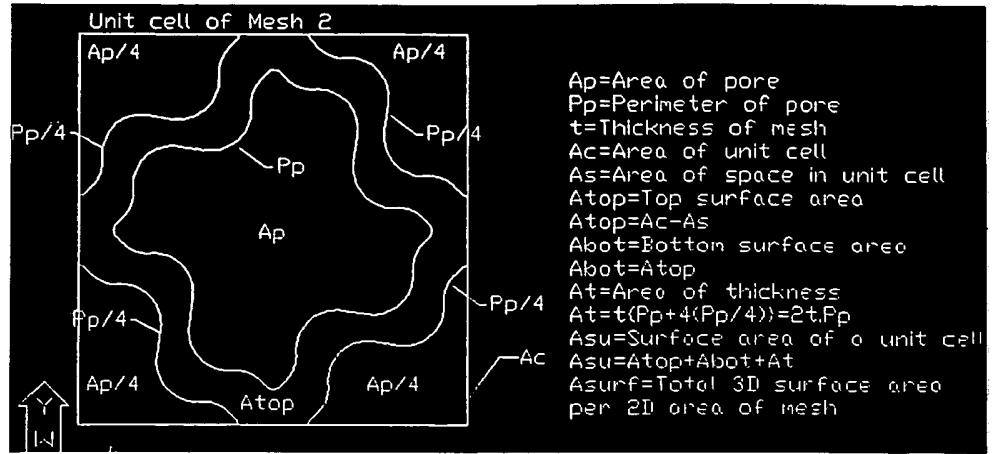 Unit cell of Mesh 2
Ap/4
Ap/4
Pp/4
Pp/4
Pp
Ap
Pp/4
Pp/4
Ac
Ap/4
Ap/4
Atop
Y
W
Ap=Area of pore
Pp=Perimeter of pore
t=Thickness of mesh
Ac=Area of unit cell
As=Area of space in unit cell
Atop=Top surface area
Atop=Ac-As
Abot=Bottom surface area
Abot=Atop
At=Area of thickness
At=t(Pp+4(Pp/4))=2t.Pp
Asu=Surface area of a unit cell
Asu=Atop+Abot+At
Asurf=Total 3D surface area
per 2D area of mesh